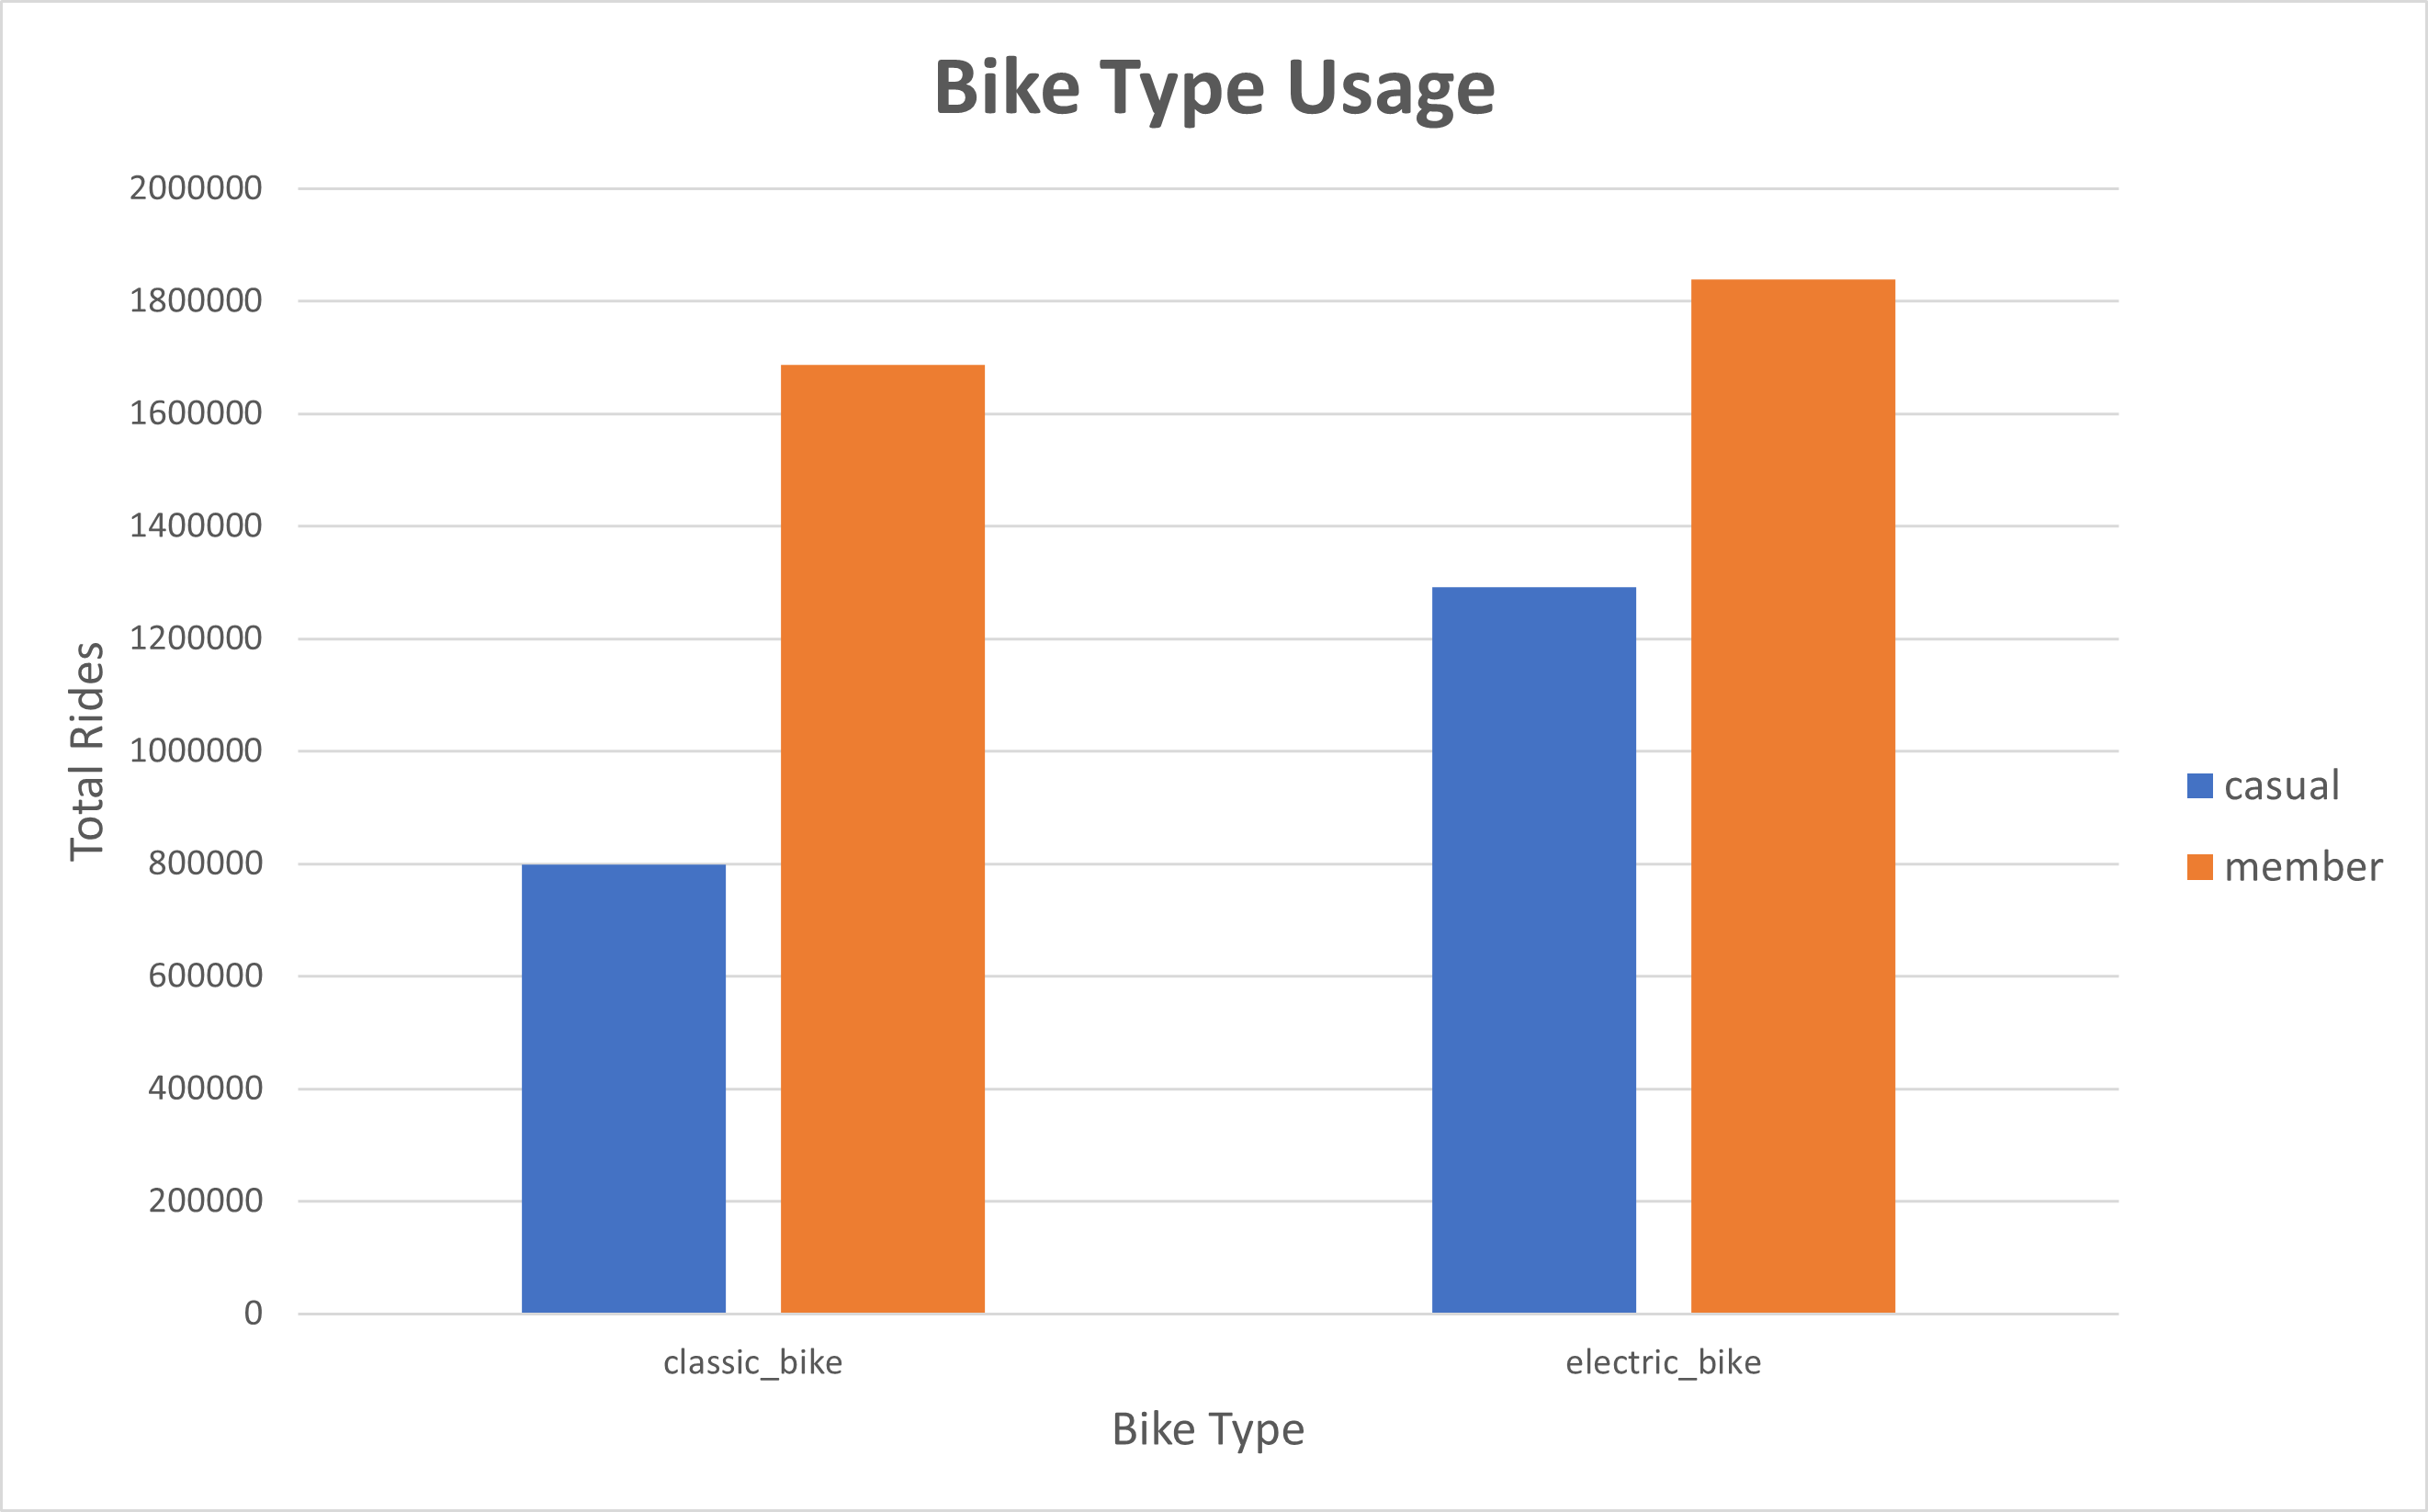 Bike Type Usage
2000000
1800000
1600000
1400000
1200000
1000000
800000
600000
400000
200000
0
Total Rides
classic_bike
electric_bike
Bike Type
casual
member